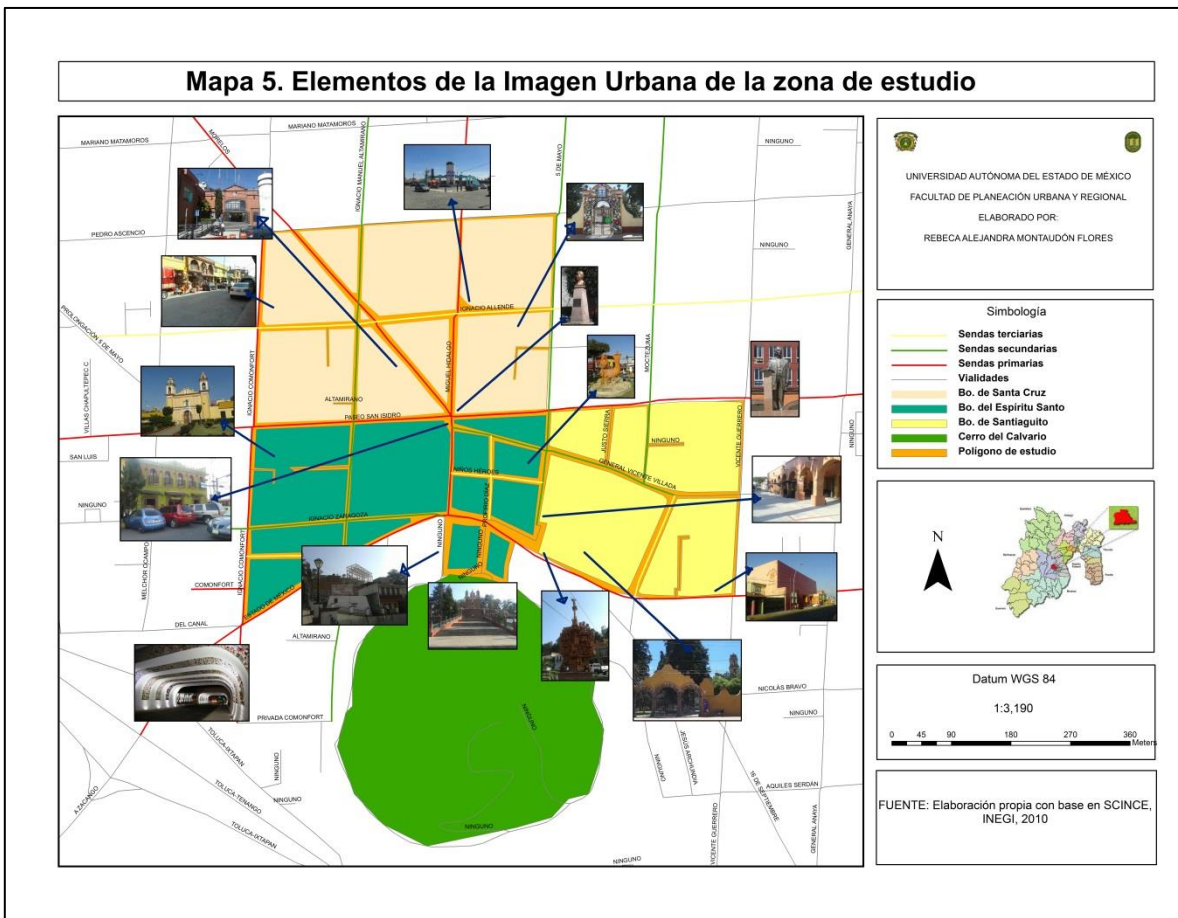 Mapa 5. Elementos de la Imagen Urbana de la zona de estudio
MARIANO MATAMOROS
MARIANO MATAMOROS
MORELOS
IGNACIO MANUEL ALTAMIRANO
5 DE MAYO
NINGUNO
GENERAL ANAYA
PEDRO ASCENCIO
NINGUNO
PROLONGACIÓN 5 DE MAYO
IGNACIO ALLENDE
MIGUEL HIDALGO
MOCTEZUMA
VILLAS CHAPULTEPEC C
IGNACIO COMONFORT
ALTAMIRANO
PASEO SAN ISIDRO
JUSTO SIERRA
NINGUNO
VICENTE GUERRERO
NINGUNO
SAN LUIS
GENERAL VICENTE VILLADA
NIÑOS HEROES
NINGUNO
PORFIRIO DÍAZ
IGNACIO ZARAGOZA
NINGUNO
NINGUNO
MELCHOR OCAMPO
IGNACIO COMONFORT
COMONFORT
NINGUNO
DEL CANAL
ALTAMIRANO
PRIVADA COMONFORT
NINGUNO
NICOLÁS BRAVO
NINGUNO
TOLUCA-IXTAPAN
NINGUNO
JESUS ARCHUNDIA
NINGUNO
16 DE SEPTIEMBRE
AQUILES SERDÁN
A ZACANGO
TOLUCA-TENANGO
NINGUNO
TOLUCA-IXTAPAN
NINGUNO
NINGUNO
VICENTE GUERRERO
GENERAL ANAYA
UNIVERSIDAD AUTÓNOMA DEL ESTADO DE MÉXICO
FACULTAD DE PLANEACIÓN URBANA Y REGIONAL
ELABORADO POR:
REBECA ALEJANDRA MONTAUDÓN FLORES
Simbología
Sendas terciarias
Sendas secundarias
Sendas primarias
Vialidades
Bo. de Santa Cruz
Bo. del Espíritu Santo
Bo. de Santiaguito
Cerro del Calvario
Polígono de estudio
N
Datum WGS 84
1:3,190
0 45 90 180 270 360
Meters
FUENTE: Elaboración propia con base en SCINCE,
INEGI, 2010